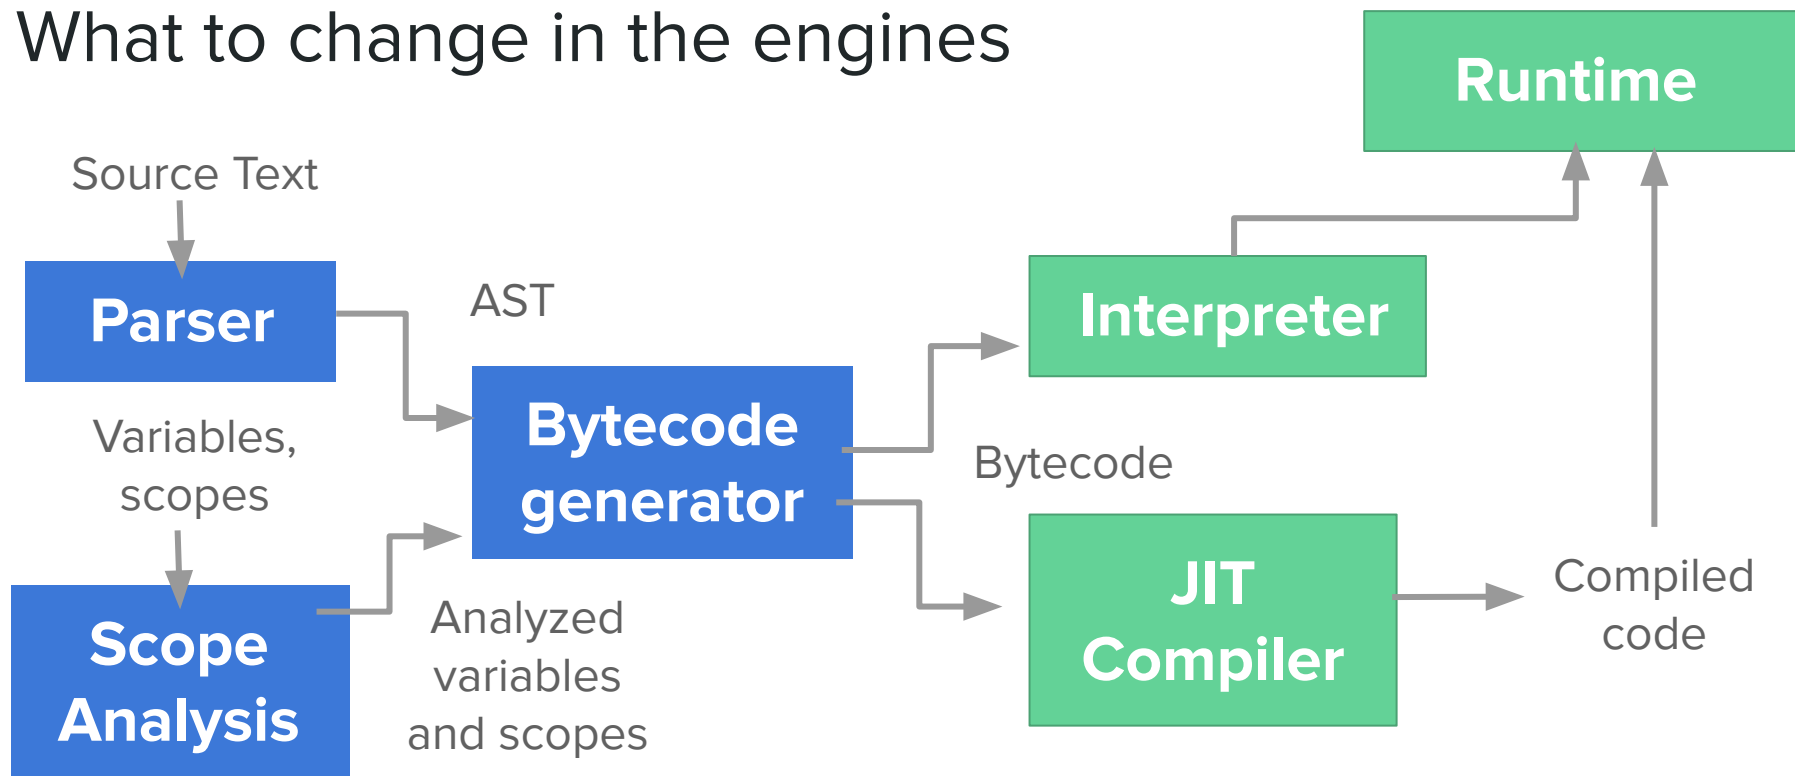 What to change in the engines
Runtime
Source Text
Parser
AST
Interpreter
Variables,
scopes
Bytecode
generator
Bytecode
Scope
Analysis
Analyzed
variables
and scopes
JIT
Compiler
Compiled
code